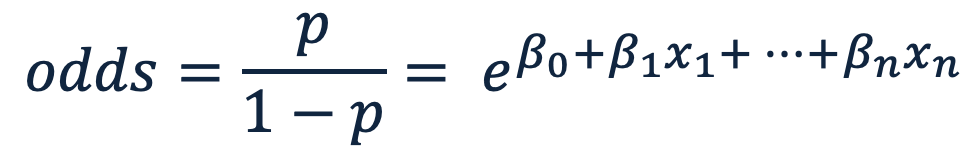 odds = p / (1 − p) = e^(β₀+β₁x₁+ ⋯+βₙxₙ)